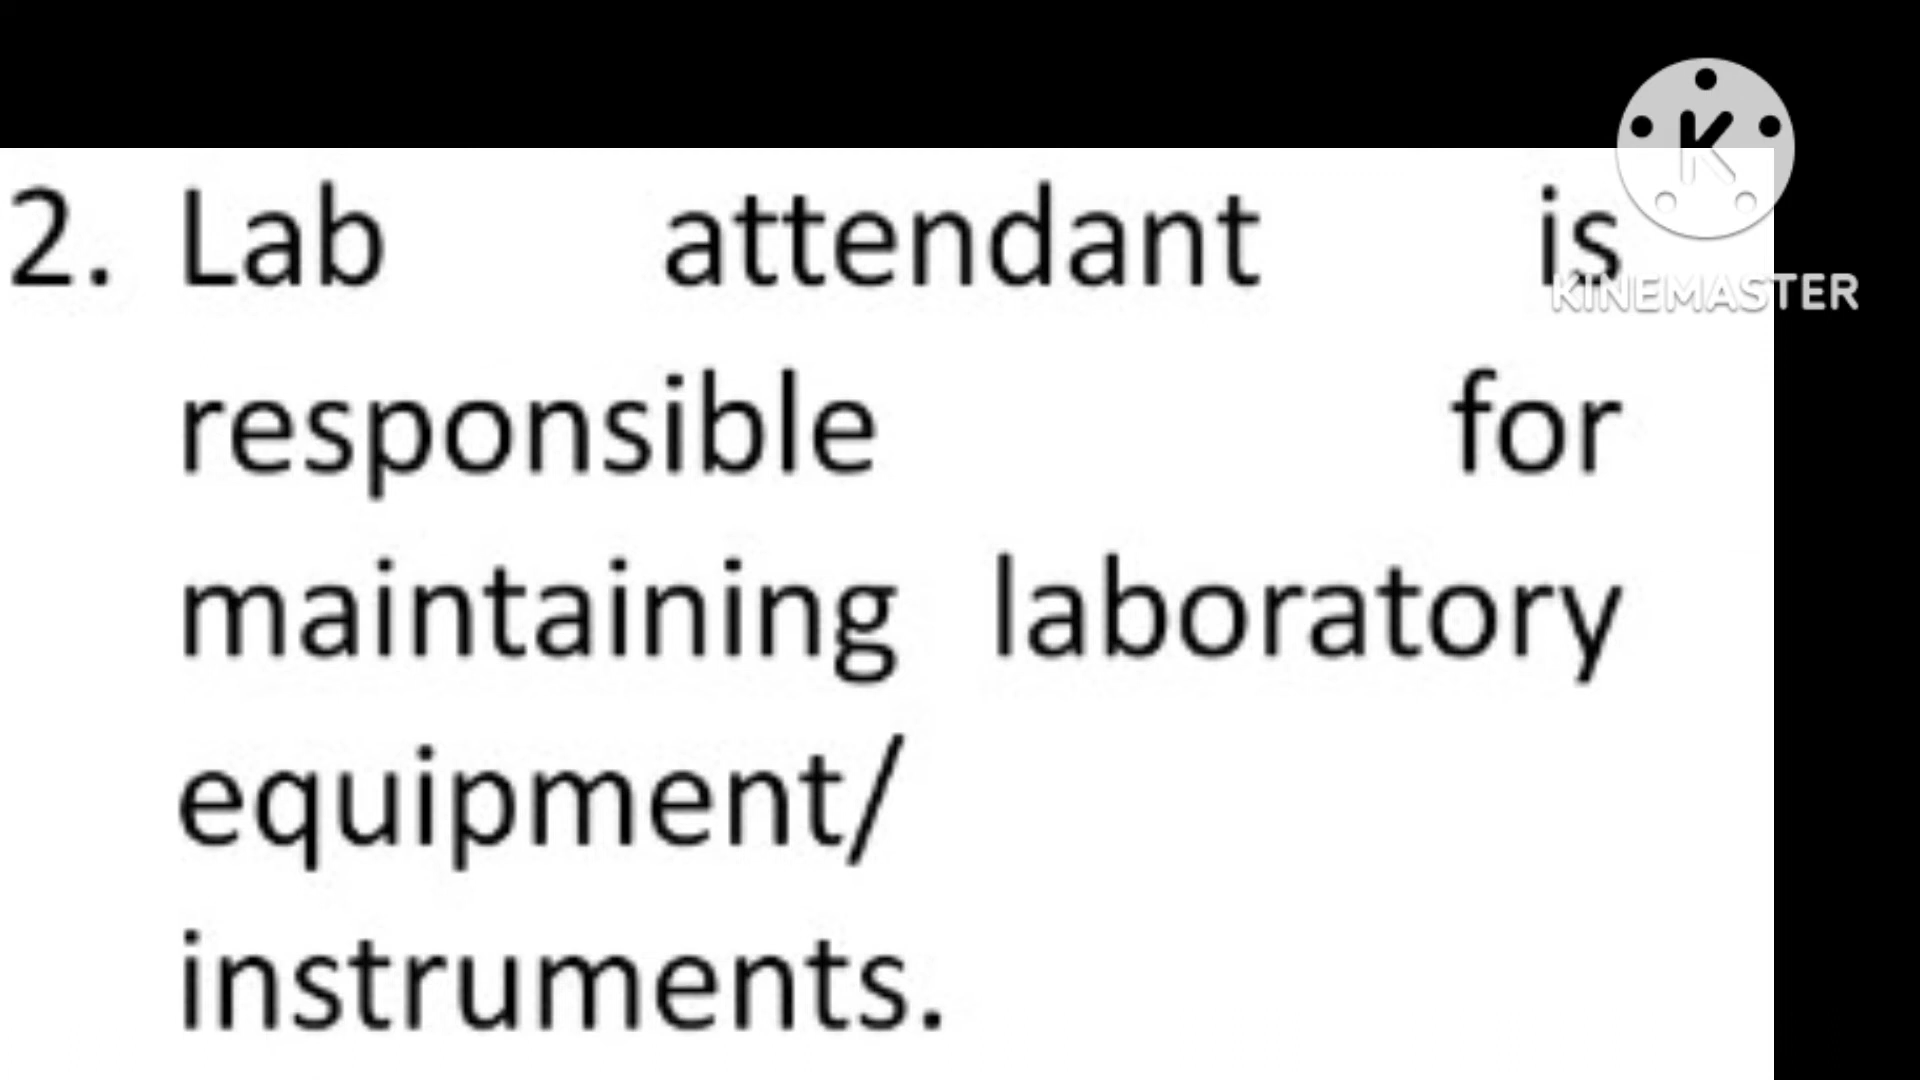 2. Lab attendant is
KINEMASTER
responsible for
maintaining laboratory
equipment/
instruments.